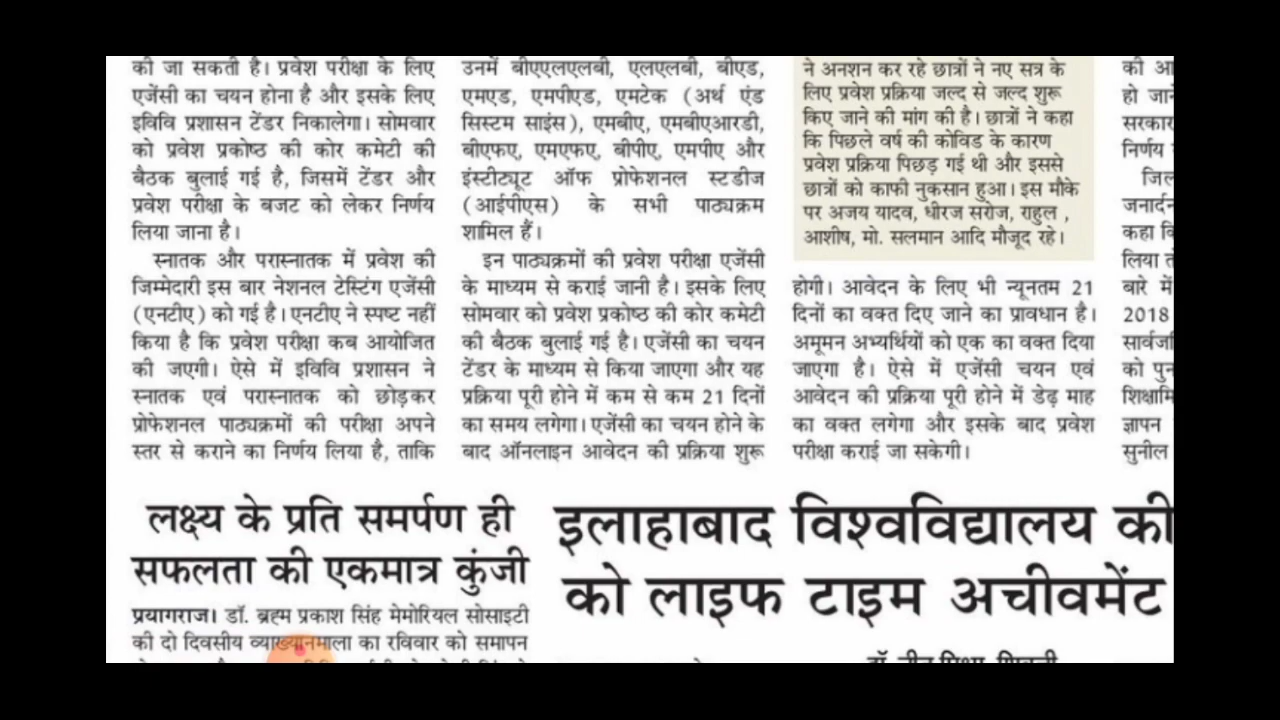 की जा सकती है। प्रवेश परीक्षा के लिए
एजेंसी का चयन होना है और इसके लिए
इविवि प्रशासन टेंडर निकालेगा। सोमवार
को प्रवेश प्रकोष्ठ की कोर कमेटी की
बैठक बुलाई गई है, जिसमें टेंडर और
प्रवेश परीक्षा के बजट को लेकर निर्णय
लिया जाना है।
स्नातक और परास्नातक में प्रवेश की
जिम्मेदारी इस बार नेशनल टेस्टिंग एजेंसी
(एनटीए) को गई है। एनटीए ने स्पष्ट नहीं
किया है कि प्रवेश परीक्षा कब आयोजित
की जएगी। ऐसे में इविवि प्रशासन ने
स्नातक एवं परास्नातक को छोड़कर
प्रोफेशनल पाठ्यक्रमों की परीक्षा अपने
स्तर से कराने का निर्णय लिया है, ताकि
उनमें बीएएलएलबी, एलएलबी, बीएड,
एमएड, एमपीएड, एमटेक (अर्थ एंड
सिस्टम साइंस), एमबीए, एमबीएआरडी,
बीएफए, एमएफए, बीपीए, एमपीए और
इंस्टीट्यूट ऑफ प्रोफेशनल स्टडीज
(आईपीएस) के सभी पाठ्यक्रम
शामिल हैं।
इन पाठ्यक्रमों की प्रवेश परीक्षा एजेंसी
के माध्यम से कराई जानी है। इसके लिए
सोमवार को प्रवेश प्रकोष्ठ की कोर कमेटी
की बैठक बुलाई गई है। एजेंसी का चयन
टेंडर के माध्यम से किया जाएगा और यह
प्रक्रिया पूरी होने में कम से कम 21 दिनों
का समय लगेगा। एजेंसी का चयन होने के
बाद ऑनलाइन आवेदन की प्रक्रिया शुरू
ने अनशन कर रहे छात्रों ने नए सत्र के
लिए प्रवेश प्रक्रिया जल्द से जल्द शुरू
किए जाने की मांग की है। छात्रों ने कहा
कि पिछले वर्ष की कोविड के कारण
प्रवेश प्रक्रिया पिछड़ गई थी और इससे
छात्रों को काफी नुकसान हुआ। इस मौके
पर अजय यादव, धीरज सरोज, राहुल ,
आशीष, मो. सलमान आदि मौजूद रहे।
होगी। आवेदन के लिए भी न्यूनतम 21
दिनों का वक्त दिए जाने का प्रावधान है।
अमूमन अभ्यर्थियों को एक का वक्त दिया
जाएगा है। ऐसे में एजेंसी चयन एवं
आवेदन की प्रक्रिया पूरी होने में डेढ़ माह
का वक्त लगेगा और इसके बाद प्रवेश
परीक्षा कराई जा सकेगी।
की आ
हो जाने
सरकार
निर्णय
जिल
जनार्दन
कहा कि
लिया त
बारे में
2018
सार्वजनि
को पुन
शिक्षामि
ज्ञापन
सुनील
लक्ष्य के प्रति समर्पण ही
सफलता की एकमात्र कुंजी
प्रयागराज। डॉ. ब्रह्म प्रकाश सिंह मेमोरियल सोसाइटी
की दो दिवसीय व्याख्यानमाला का रविवार को समापन
इलाहाबाद विश्वविद्यालय की
को लाइफ टाइम अचीवमेंट